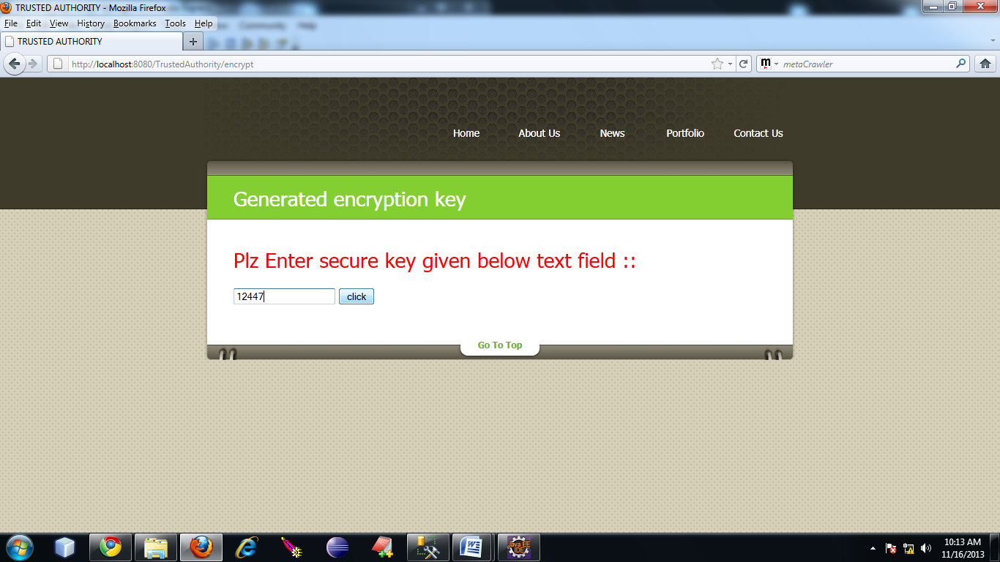 TRUSTED AUTHORITY - Mozilla Firefox
File Edit View History Bookmarks Tools Help
Community Help
TRUSTED AUTHORITY
http://localhost:8080/TrustedAuthority/encrypt
m metaCrawler
Home About Us News Portfolio Contact Us
Generated encryption key
Plz Enter secure key given below text field ::
12447 click
Go To Top
W Java EE IDE
10:13 AM
11/16/2013